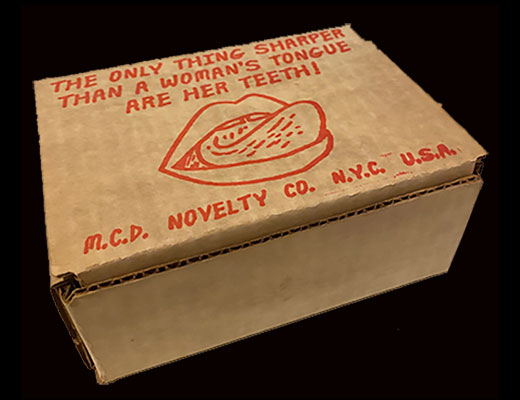 THE ONLY THING SHARPER
THAN A WOMAN'S TONGUE
ARE HER TEETH!
M.C.D. NOVELTY CO. N.Y.C. U.S.A.